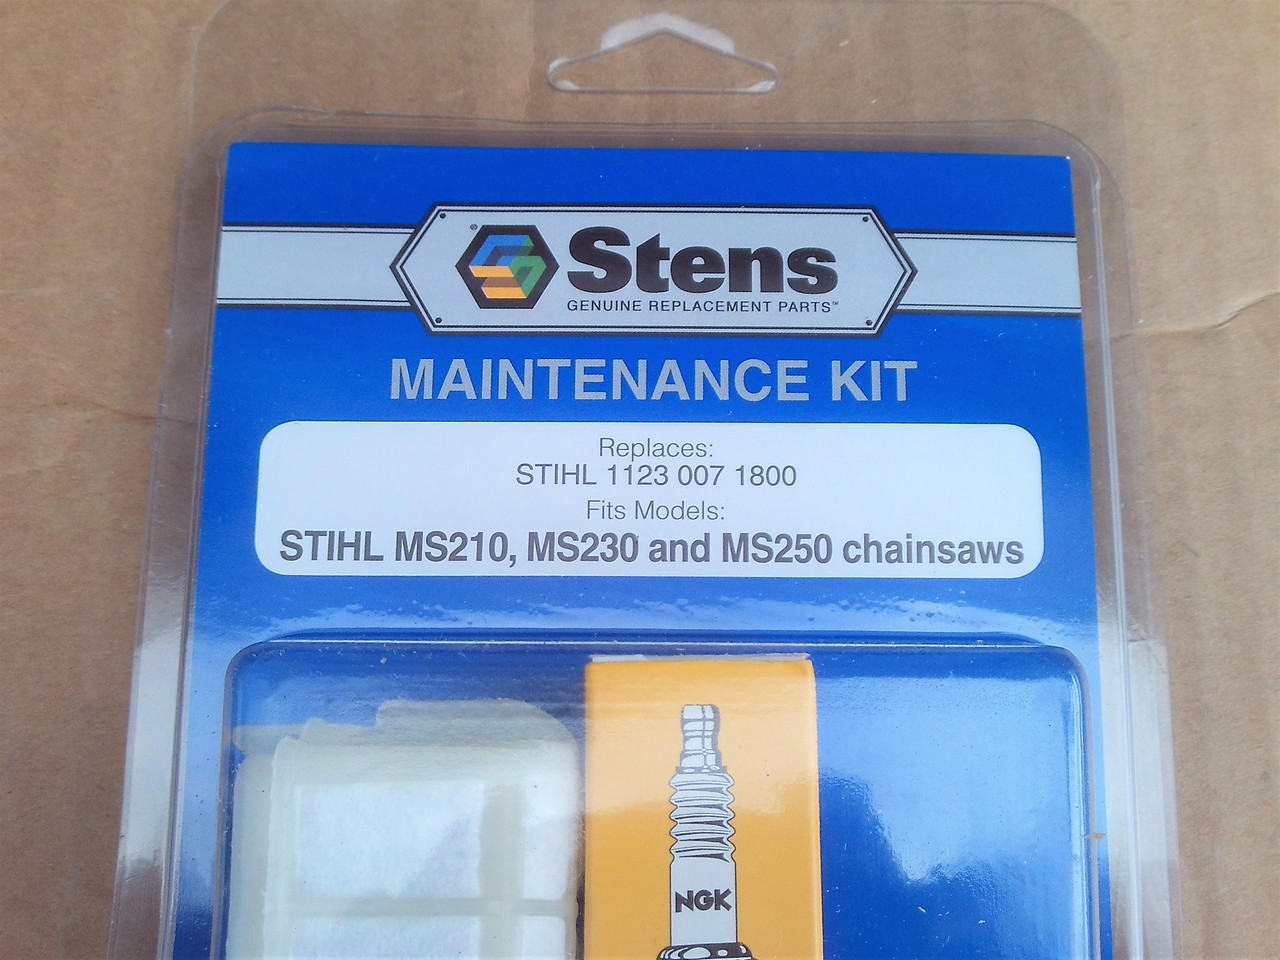 ® Stens
GENUINE REPLACEMENT PARTS™
MAINTENANCE KIT
Replaces:
STIHL 1123 007 1800
Fits Models:
STIHL MS210, MS230 and MS250 chainsaws
NGK